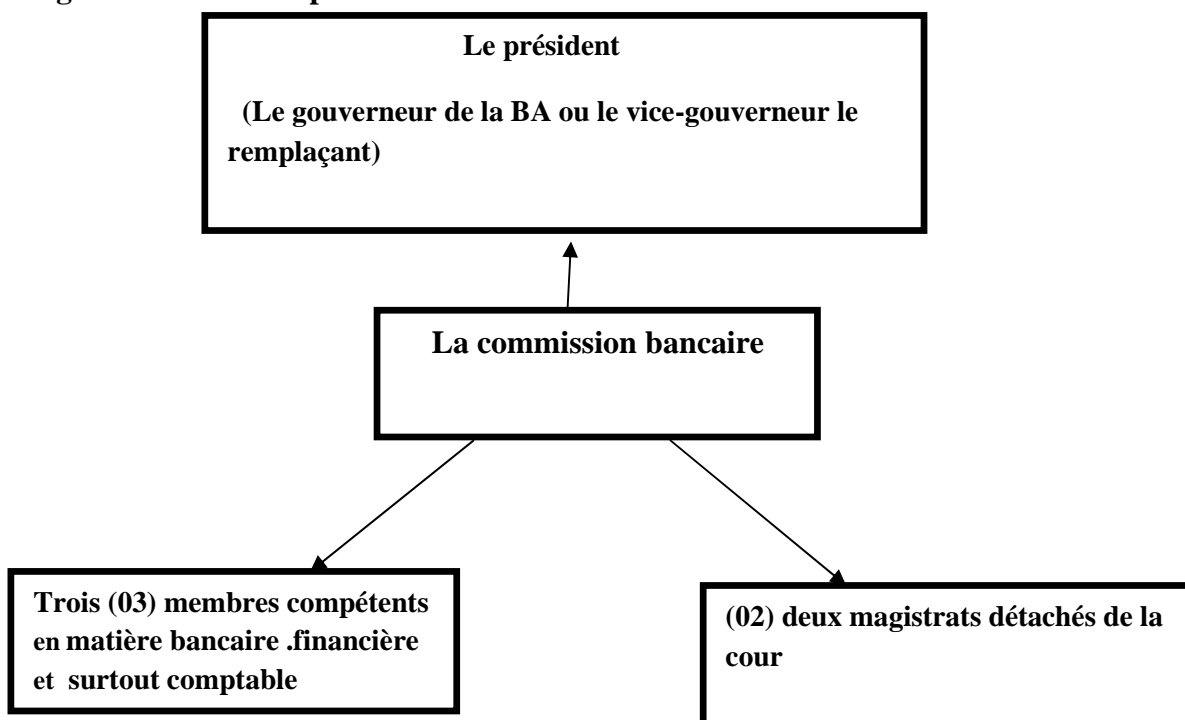 Le président
(Le gouverneur de la BA ou le vice-gouverneur le
remplaçant)
La commission bancaire
Trois (03) membres compétents
en matière bancaire .financière
et surtout comptable
(02) deux magistrats détachés de la
cour